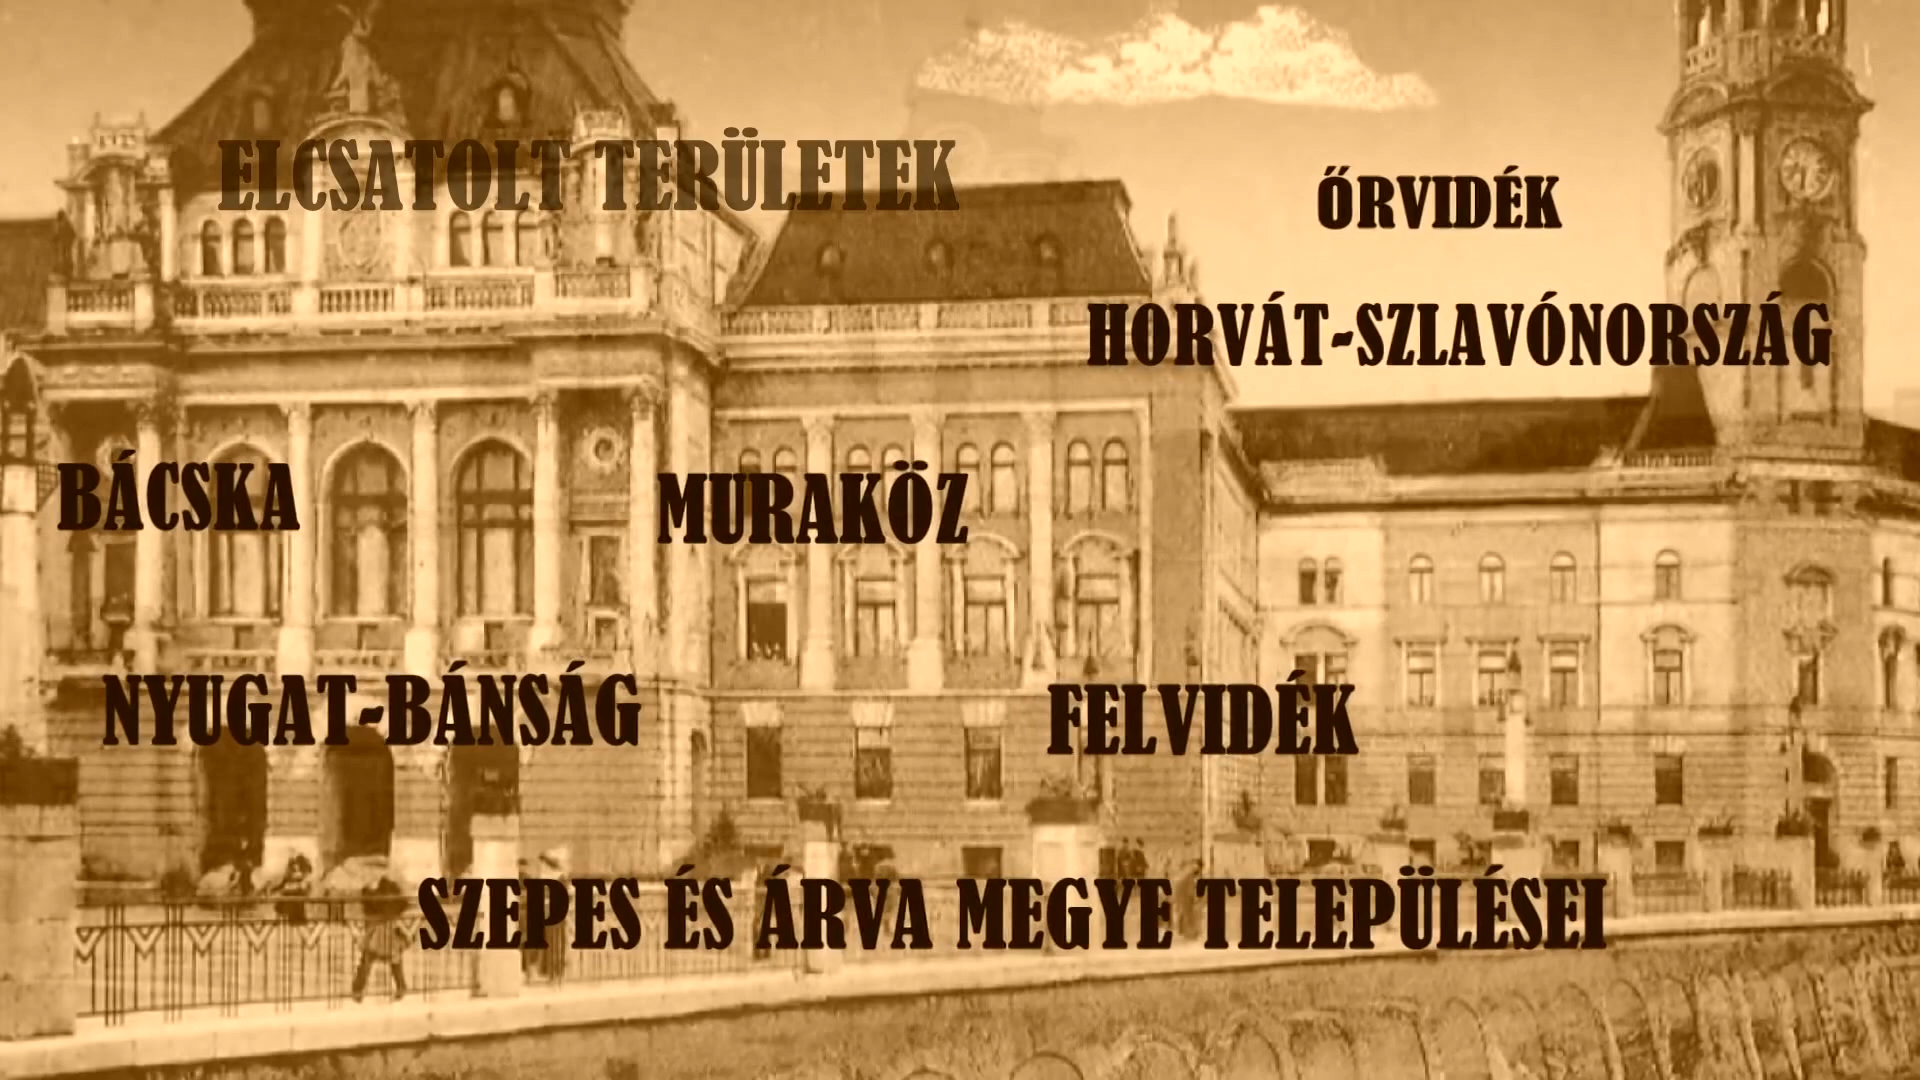 ELCSATOLT TERÜLETEK
ŐRVIDÉK
HORVÁT-SZLAVÓNORSZÁG
BÁCSKA
MURAKÖZ
NYUGAT-BÁNSÁG
FELVIDÉK
SZEPES ÉS ÁRVA MEGYE TELEPÜLÉSEI